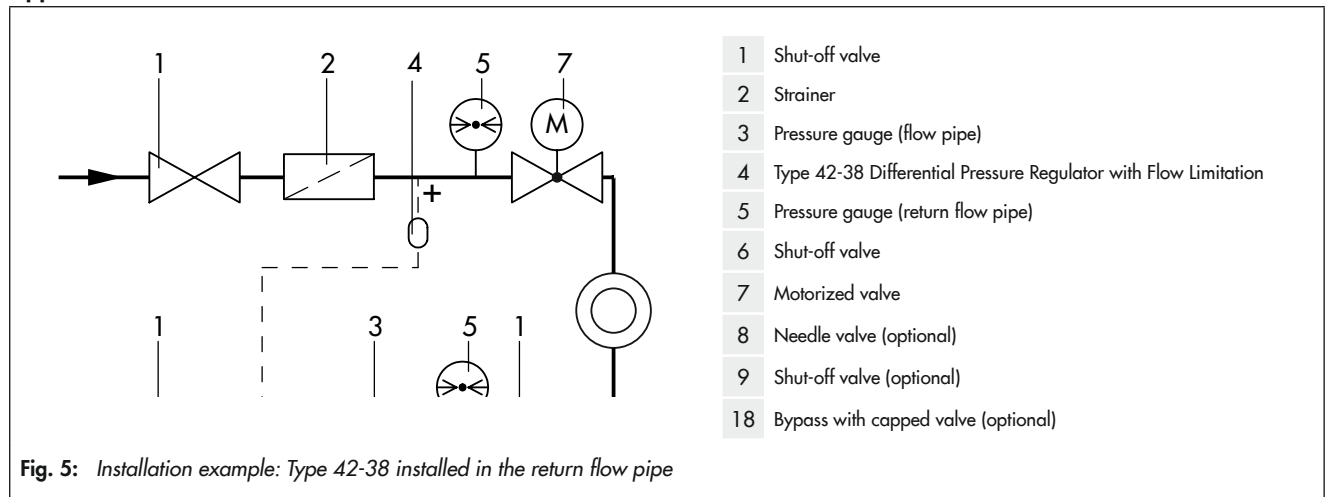 1 2 4 5 7
M
+
1 3 5 1
1 Shut-off valve
2 Strainer
3 Pressure gauge (flow pipe)
4 Type 42-38 Differential Pressure Regulator with Flow Limitation
5 Pressure gauge (return flow pipe)
6 Shut-off valve
7 Motorized valve
8 Needle valve (optional)
9 Shut-off valve (optional)
18 Bypass with capped valve (optional)
Fig. 5: Installation example: Type 42-38 installed in the return flow pipe